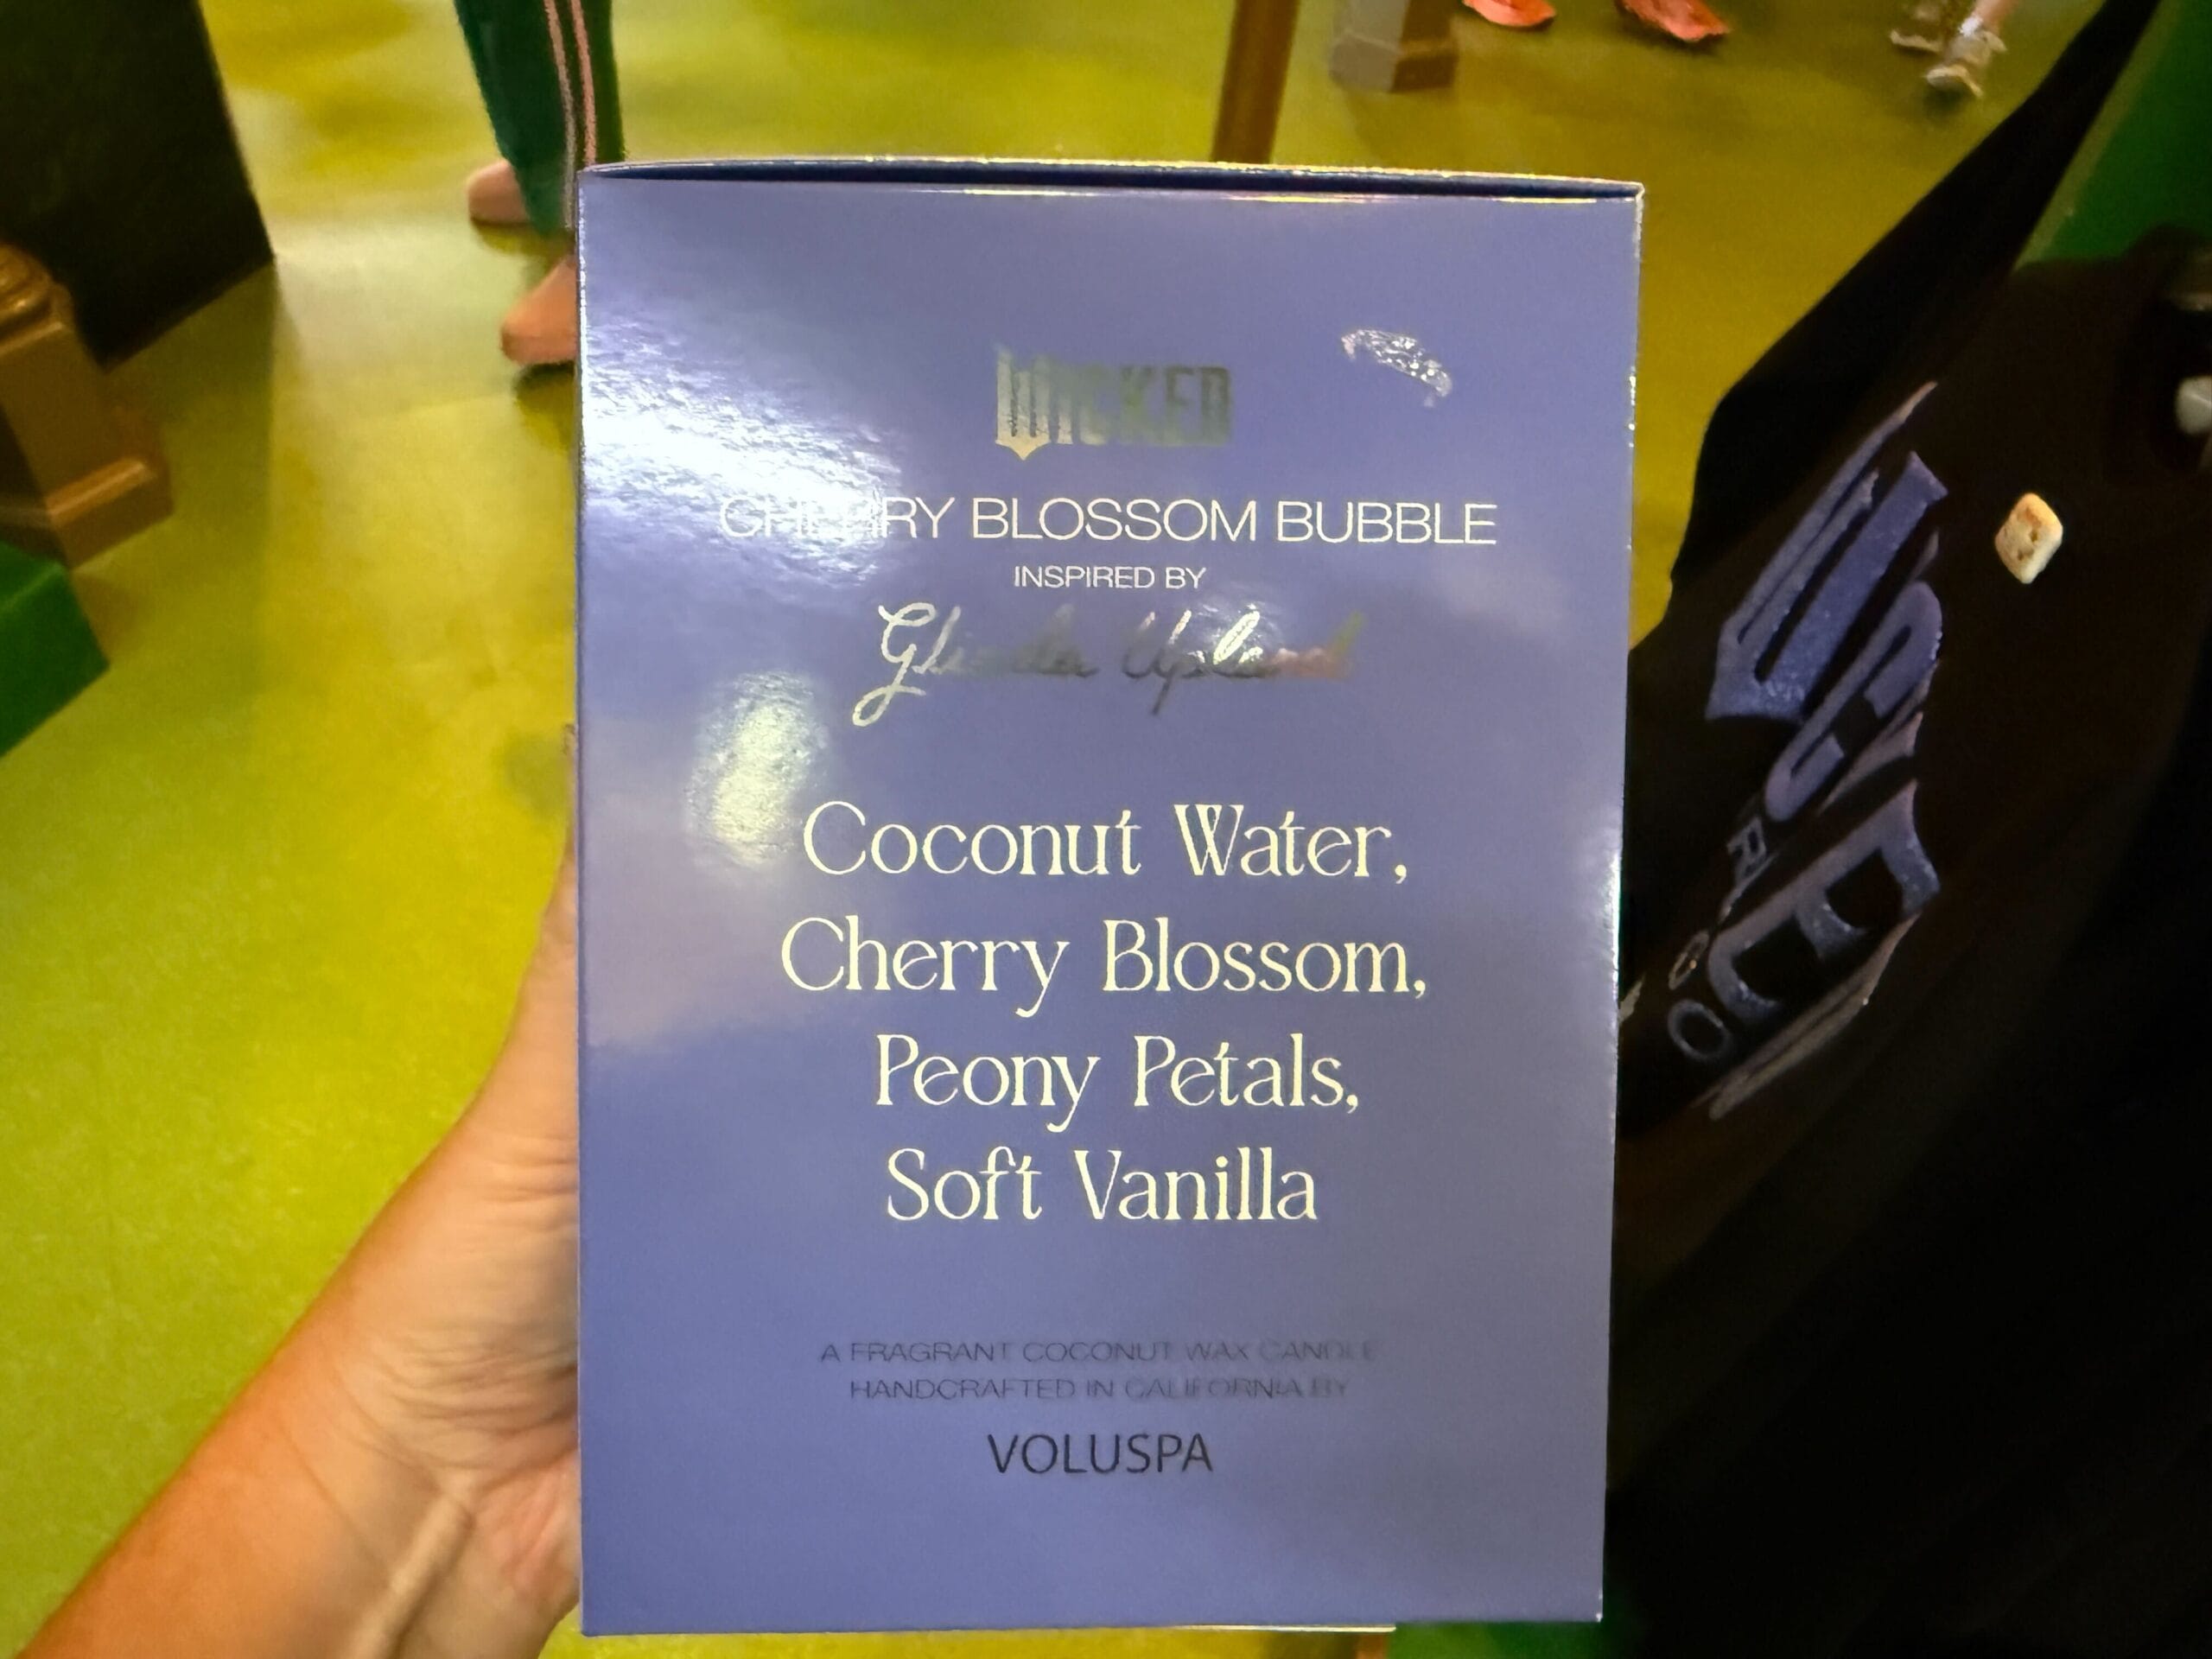 WICKED
CHERRY BLOSSOM BUBBLE
INSPIRED BY
Glinda Upland
Coconut Water,
Cherry Blossom,
Peony Petals,
Soft Vanilla
A FRAGRANT COCONUT WAX CANDLE
HANDCRAFTED IN CALIFORNIA BY
VOLUSPA